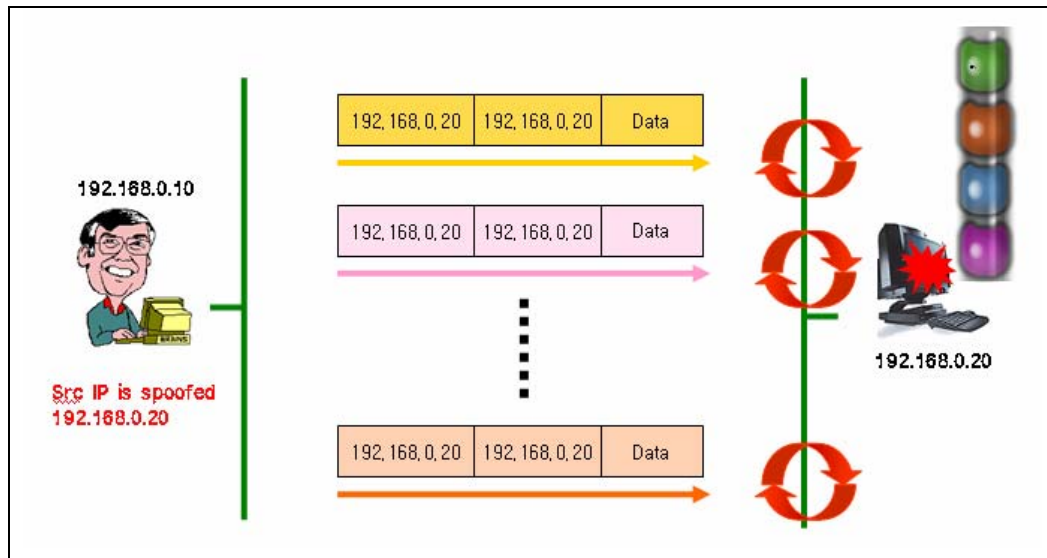 192.168.0.10
Src IP is spoofed
192.168.0.20
192, 168, 0, 20 192, 168, 0, 20 Data
192, 168, 0, 20 192, 168, 0, 20 Data
192, 168, 0, 20 192, 168, 0, 20 Data
BRAINS
192.168.0.20